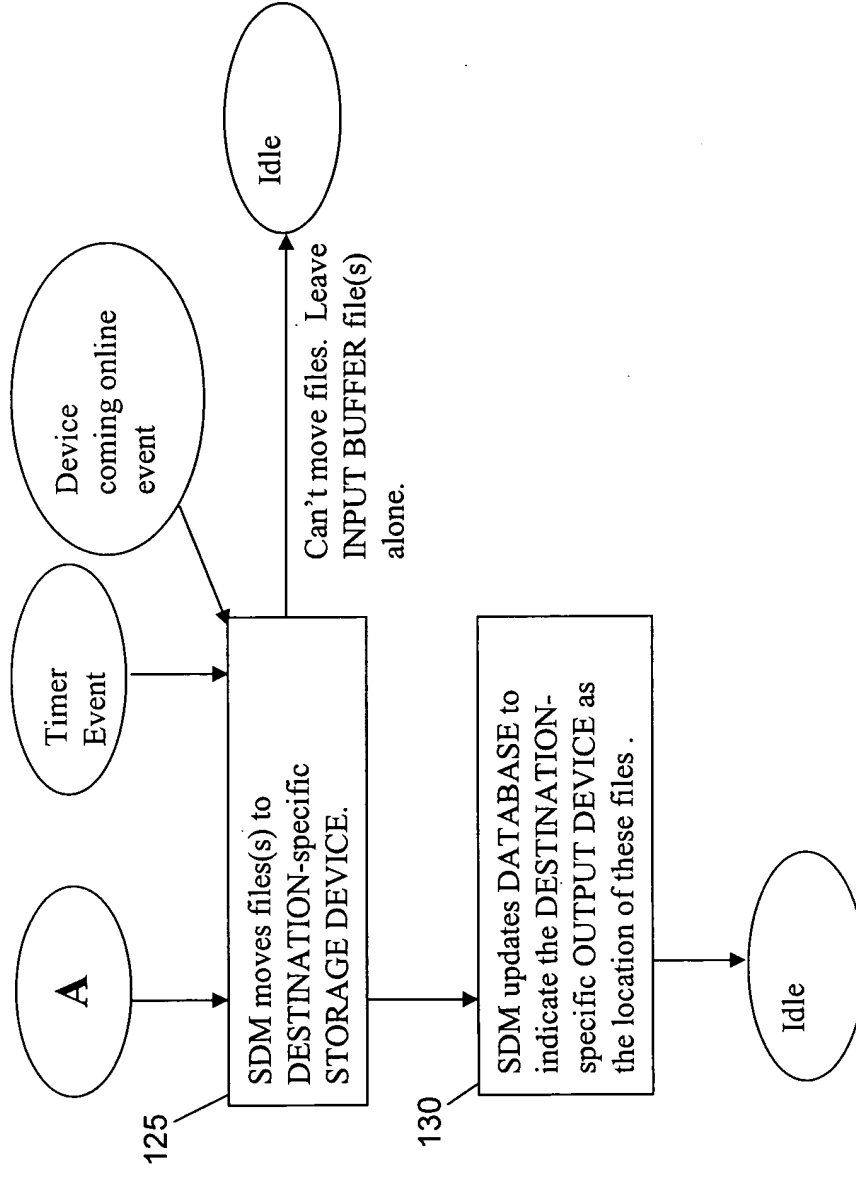 A
Timer
Event
Device
coming online
event
125
SDM moves files(s) to
DESTINATION-specific
STORAGE DEVICE.
Can't move files. Leave
INPUT BUFFER file(s)
alone.
Idle
130
SDM updates DATABASE to
indicate the DESTINATION-
specific OUTPUT DEVICE as
the location of these files .
Idle